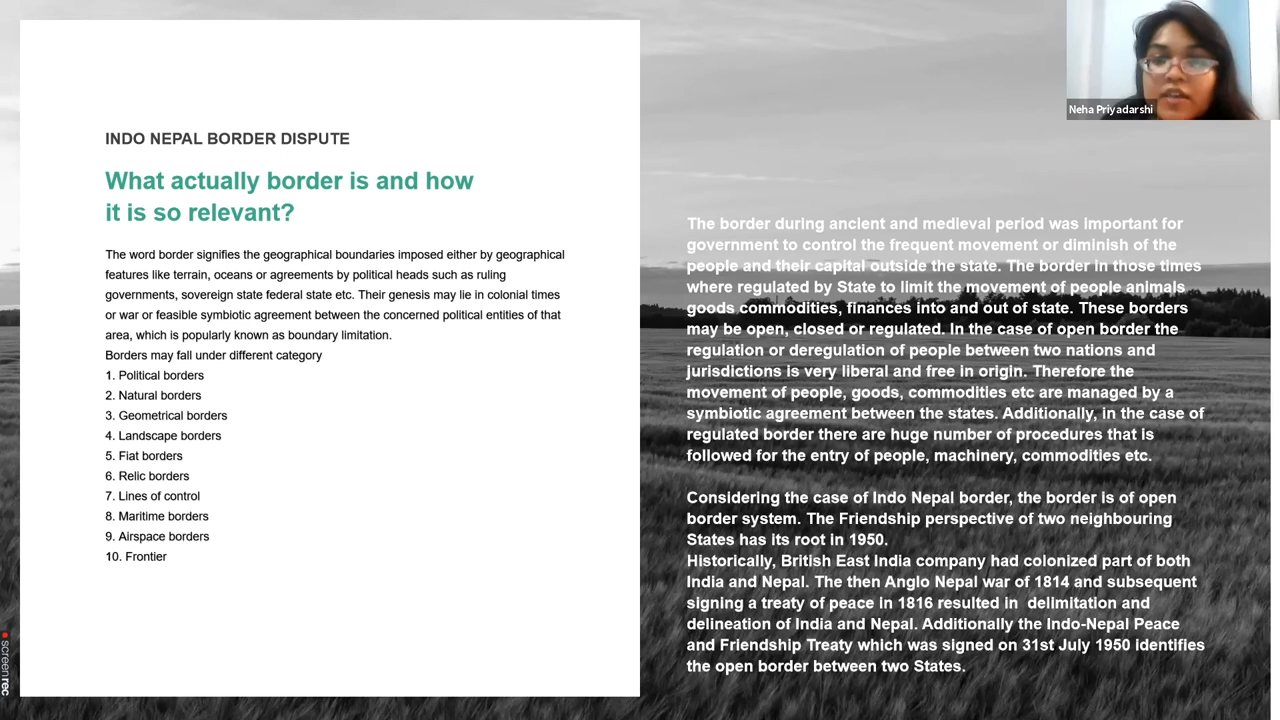 INDO NEPAL BORDER DISPUTE
What actually border is and how
it is so relevant?
The word border signifies the geographical boundaries imposed either by geographical
features like terrain, oceans or agreements by political heads such as ruling
governments, sovereign state federal state etc. Their genesis may lie in colonial times
or war or feasible symbiotic agreement between the concerned political entities of that
area, which is popularly known as boundary limitation.
Borders may fall under different category
1. Political borders
2. Natural borders
3. Geometrical borders
4. Landscape borders
5. Fiat borders
6. Relic borders
7. Lines of control
8. Maritime borders
9. Airspace borders
10. Frontier
The border during ancient and medieval period was important for
government to control the frequent movement or diminish of the
people and their capital outside the state. The border in those times
where regulated by State to limit the movement of people animals
goods commodities, finances into and out of state. These borders
may be open, closed or regulated. In the case of open border the
regulation or deregulation of people between two nations and
jurisdictions is very liberal and free in origin. Therefore the
movement of people, goods, commodities etc are managed by a
symbiotic agreement between the states. Additionally, in the case of
regulated border there are huge number of procedures that is
followed for the entry of people, machinery, commodities etc.
Considering the case of Indo Nepal border, the border is of open
border system. The Friendship perspective of two neighbouring
States has its root in 1950.
Historically, British East India company had colonized part of both
India and Nepal. The then Anglo Nepal war of 1814 and subsequent
signing a treaty of peace in 1816 resulted in  delimitation and
delineation of India and Nepal. Additionally the Indo-Nepal Peace
and Friendship Treaty which was signed on 31st July 1950 identifies
the open border between two States.
Neha Priyadarshi
screenrec